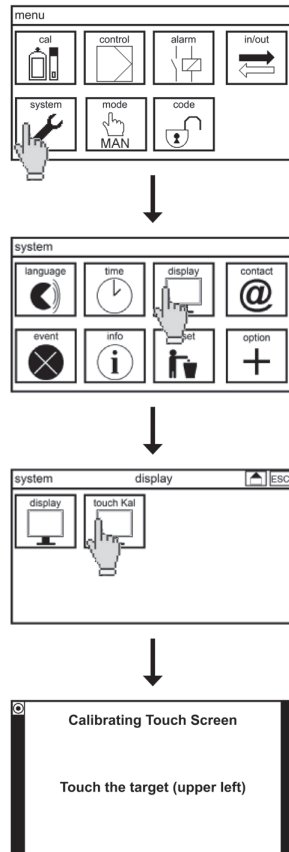 menu
cal control alarm in/out
system mode code
MAN
system
language time display contact
@
event info set option
i
system display ESC
display touch Kal
Calibrating Touch Screen
Touch the target (upper left)